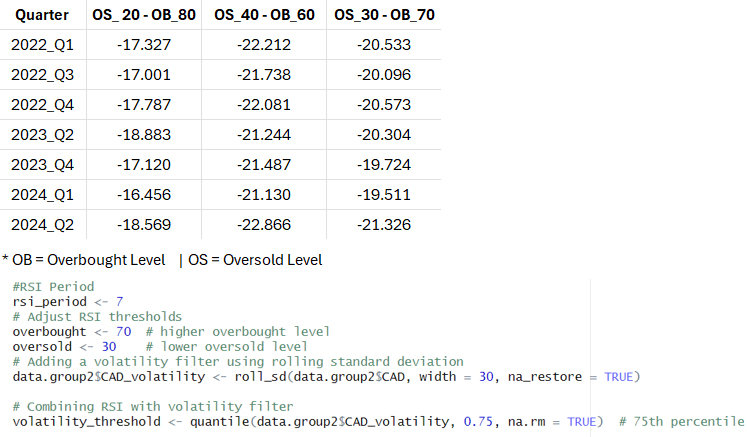 Quarter OS_ 20 - OB_80 OS_40 - OB_60 OS_30 - OB_70
2022_Q1 -17.327 -22.212 -20.533
2022_Q3 -17.001 -21.738 -20.096
2022_Q4 -17.787 -22.081 -20.573
2023_Q2 -18.883 -21.244 -20.304
2023_Q4 -17.120 -21.487 -19.724
2024_Q1 -16.456 -21.130 -19.511
2024_Q2 -18.569 -22.866 -21.326
* OB = Overbought Level | OS = Oversold Level
#RSI Period
rsi_period <- 7
# Adjust RSI thresholds
overbought <- 70 # higher overbought level
oversold <- 30 # lower oversold level
# Adding a volatility filter using rolling standard deviation
data.group2$CAD_volatility <- roll_sd(data.group2$CAD, width = 30, na_restore = TRUE)
# Combining RSI with volatility filter
volatility_threshold <- quantile(data.group2$CAD_volatility, 0.75, na.rm = TRUE) # 75th percentile